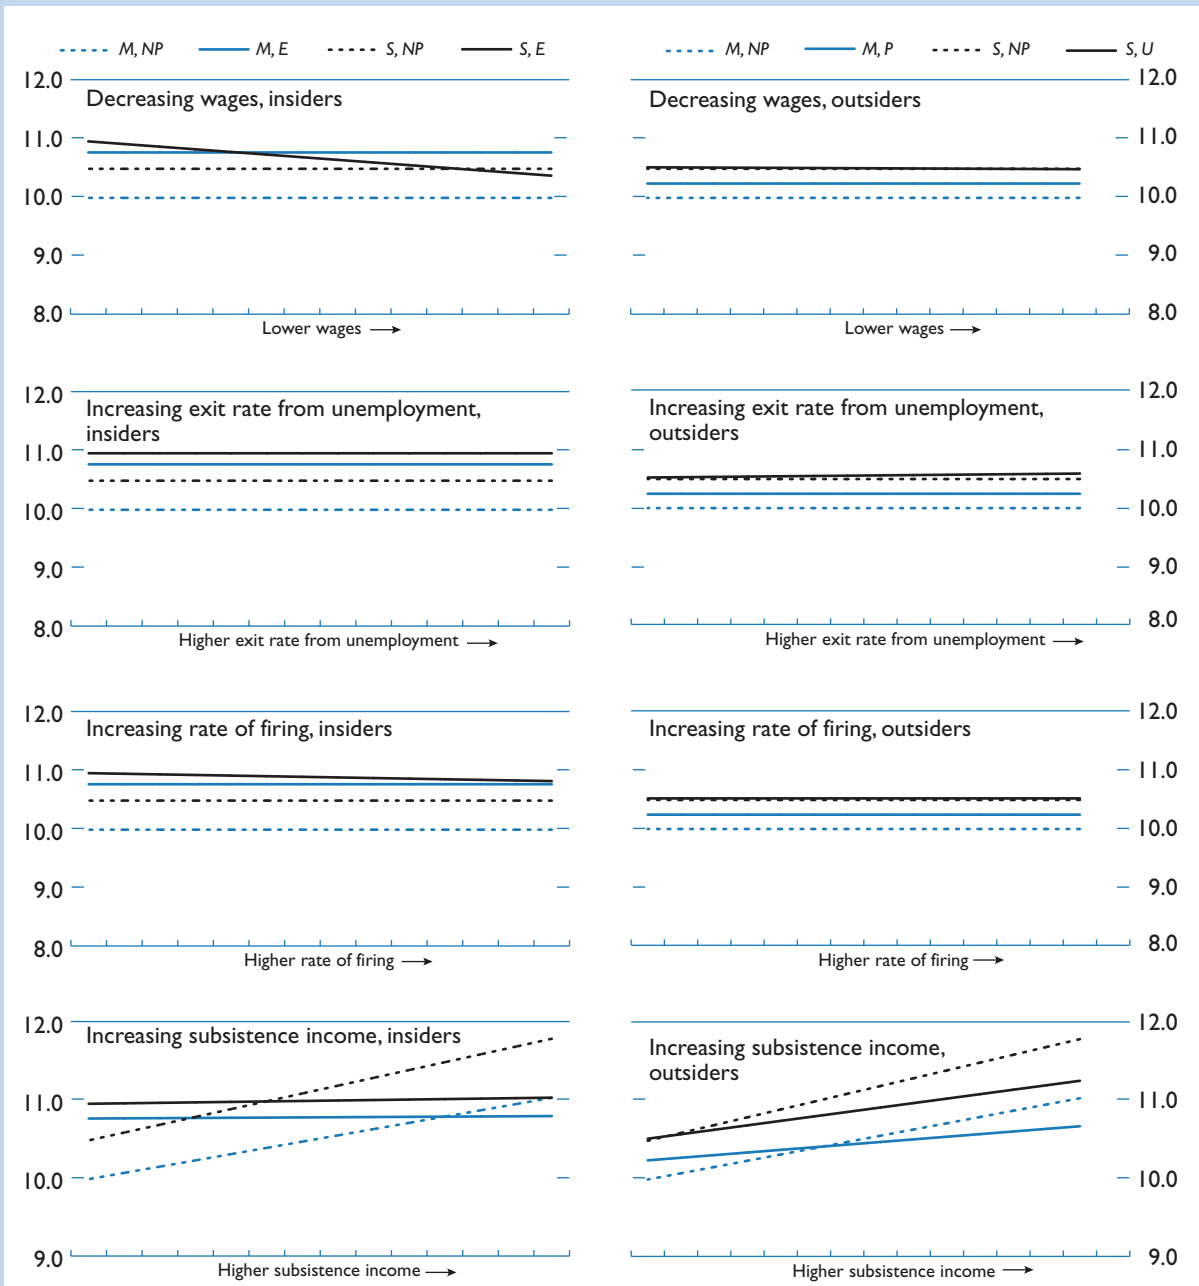 M, NP M, E S, NP S, E
M, NP M, P S, NP S, U
Decreasing wages, insiders
12.0
11.0
10.0
9.0
8.0
Lower wages →
Decreasing wages, outsiders
12.0
11.0
10.0
9.0
8.0
Lower wages →
Increasing exit rate from unemployment,
insiders
12.0
11.0
10.0
9.0
8.0
Higher exit rate from unemployment →
Increasing exit rate from unemployment,
outsiders
12.0
11.0
10.0
9.0
8.0
Higher exit rate from unemployment →
Increasing rate of firing, insiders
12.0
11.0
10.0
9.0
8.0
Higher rate of firing →
Increasing rate of firing, outsiders
12.0
11.0
10.0
9.0
8.0
Higher rate of firing →
Increasing subsistence income, insiders
12.0
11.0
10.0
9.0
Higher subsistence income →
Increasing subsistence income,
outsiders
12.0
11.0
10.0
9.0
Higher subsistence income →